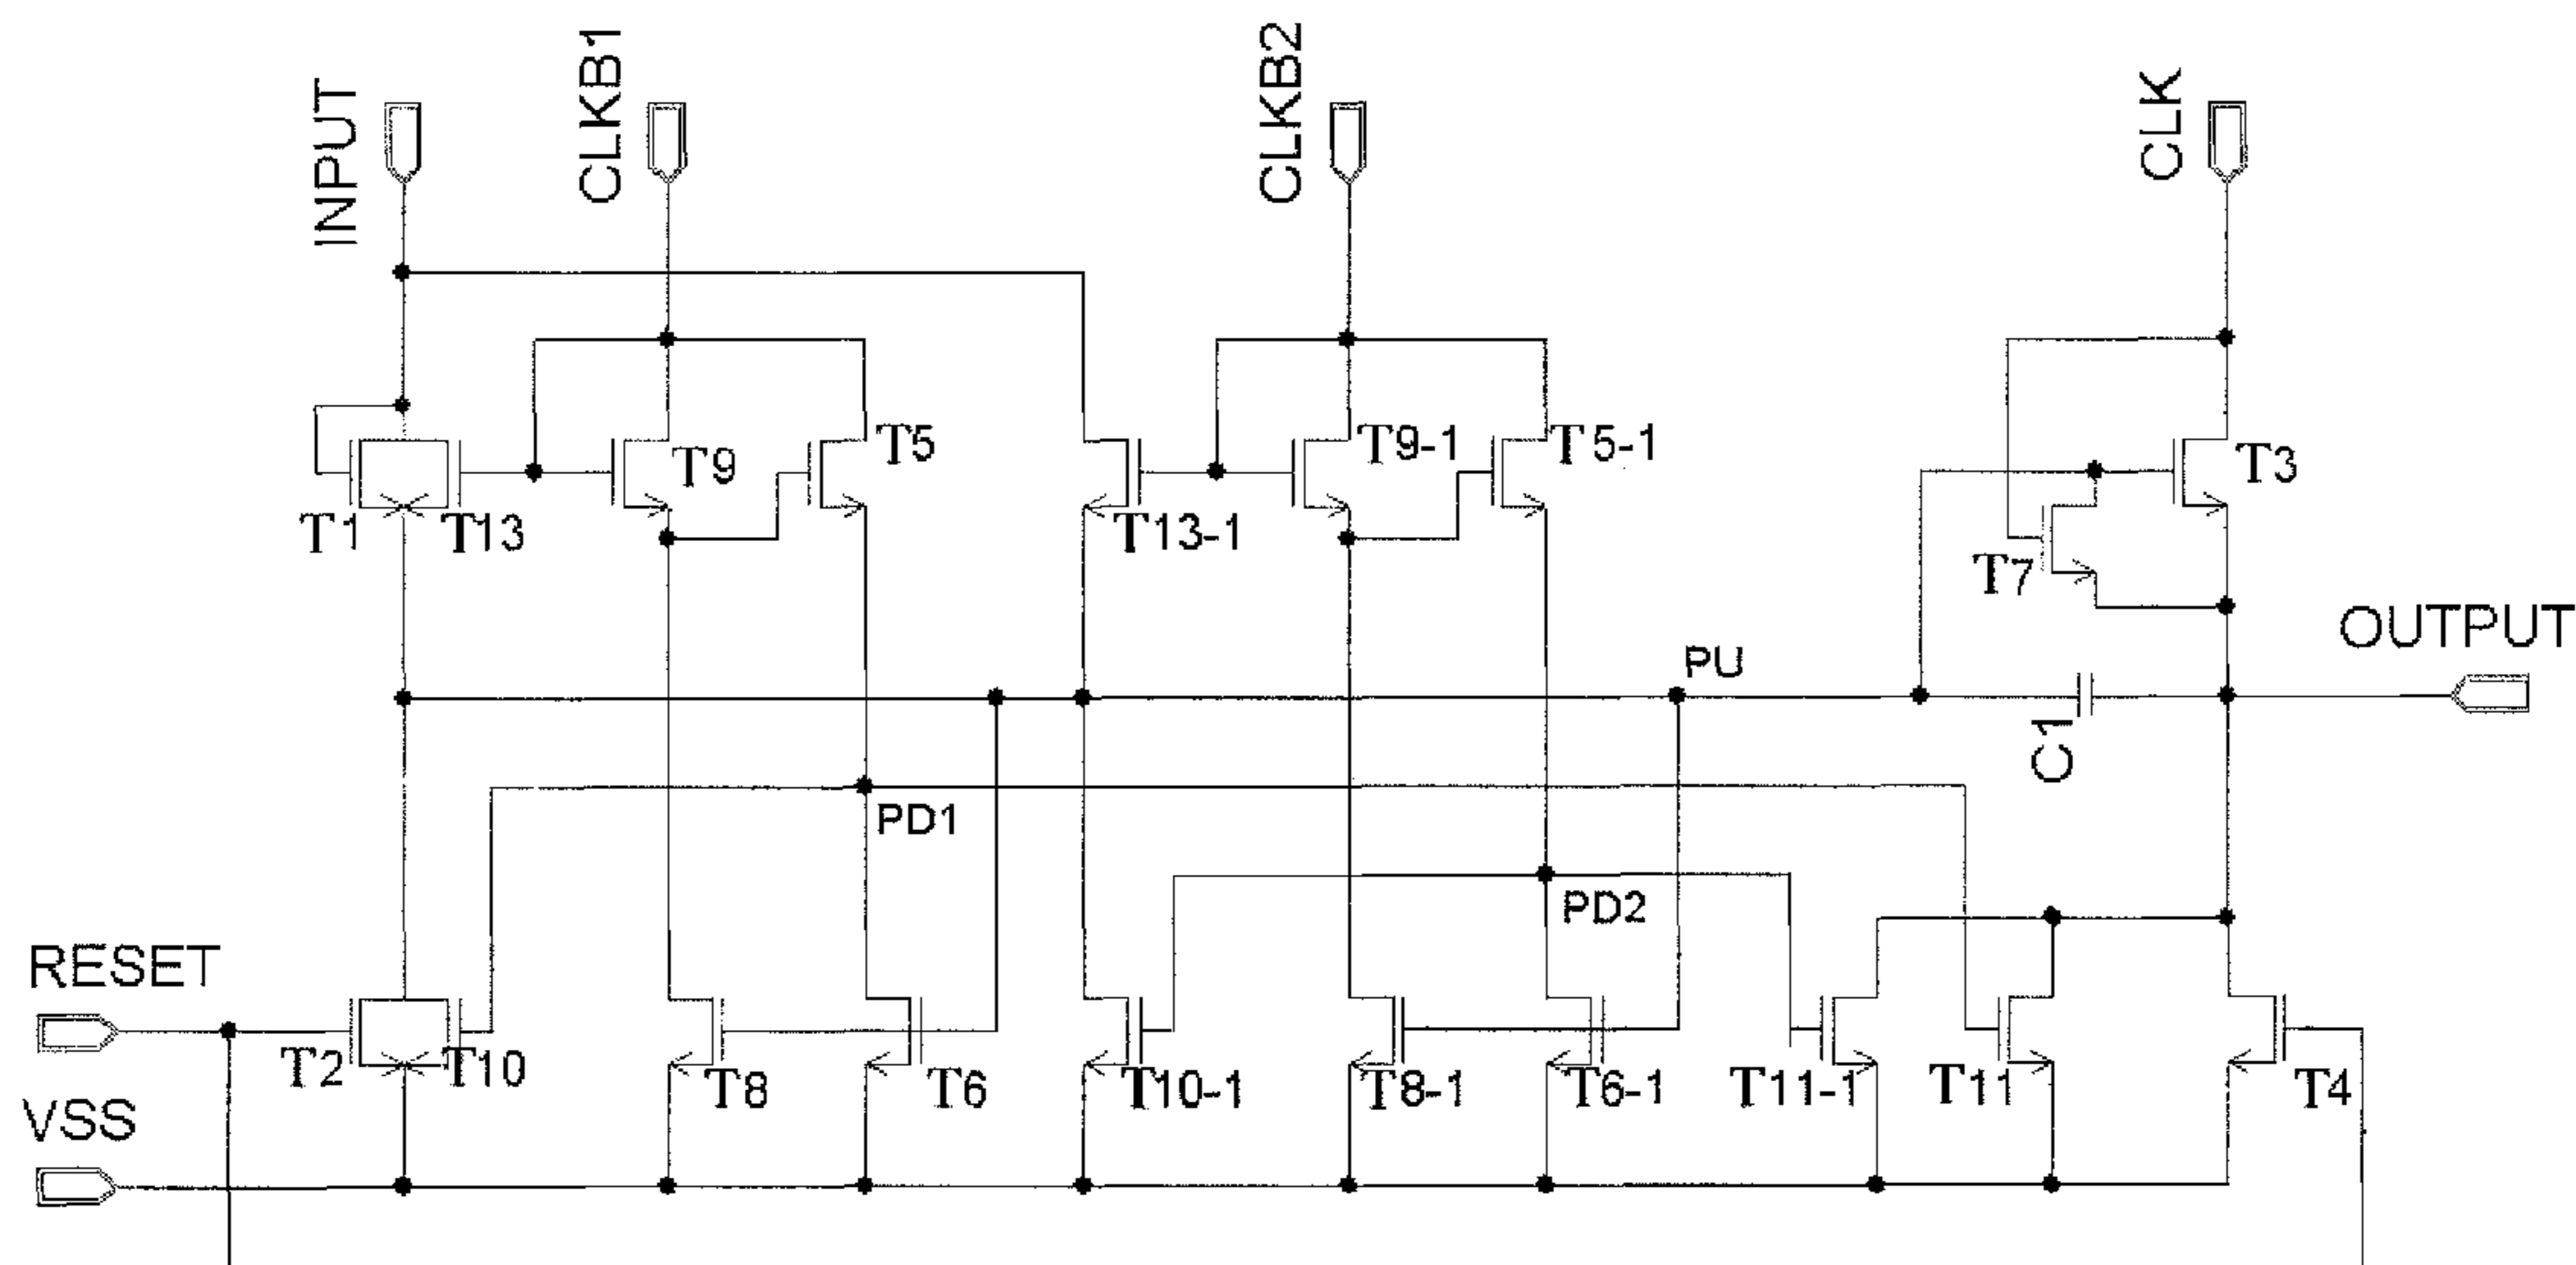 INPUT
CLKB1
CLKB2
CLK
T1
T13
T9
T5
T13-1
T9-1
T5-1
T3
T7
OUTPUT
PU
C1
PD1
PD2
RESET
T2
T10
T8
T6
T10-1
T8-1
T6-1
T11-1
T11
T4
VSS